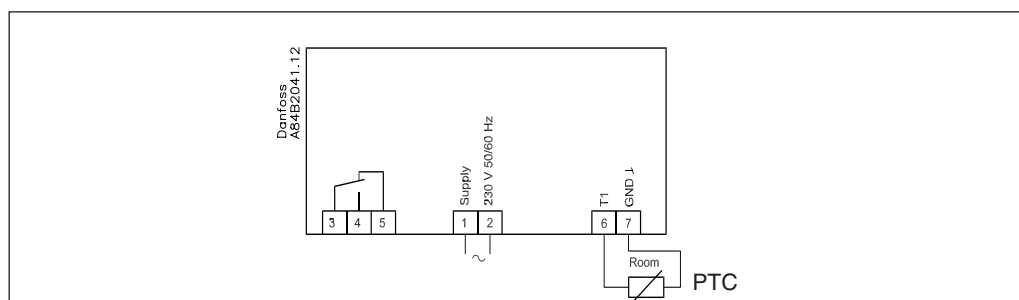 Danfoss
A84B2041.12
Supply
230 V 50/60 Hz
T1
GND
3 4 5 1 2 6 7
Room
PTC